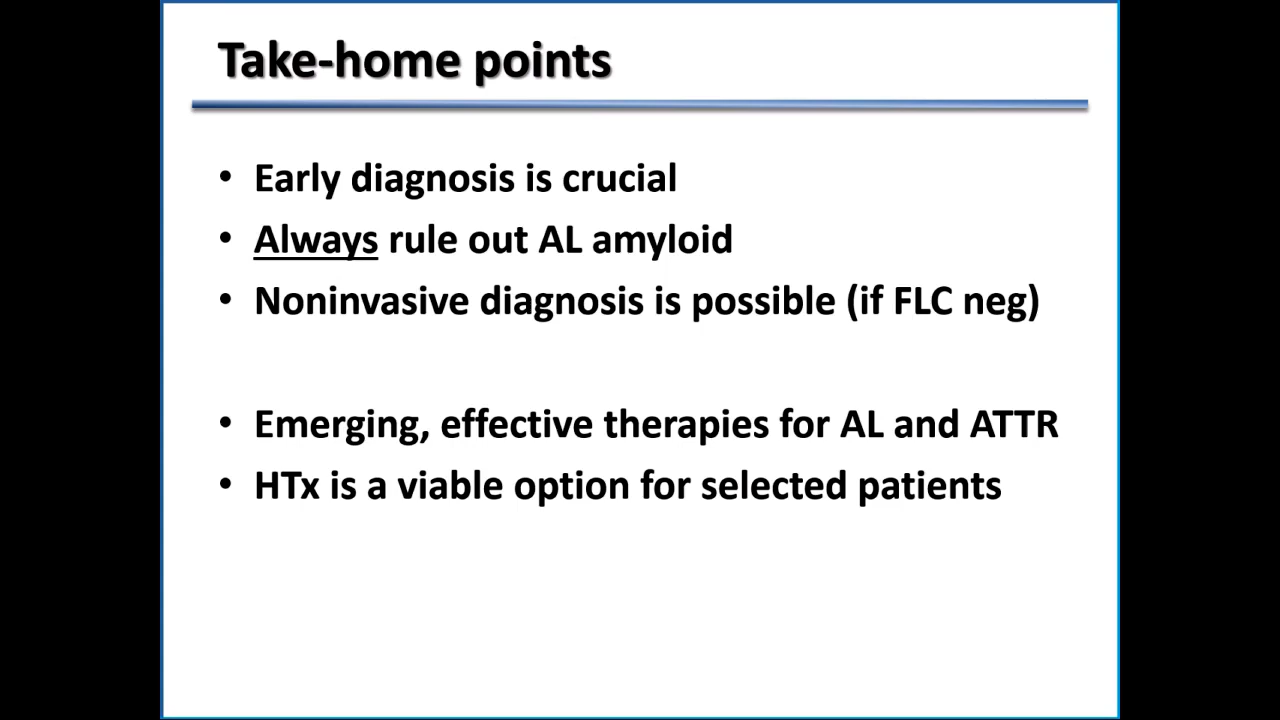 Take-home points
• Early diagnosis is crucial
• Always rule out AL amyloid
• Noninvasive diagnosis is possible (if FLC neg)
• Emerging, effective therapies for AL and ATTR
• HTx is a viable option for selected patients